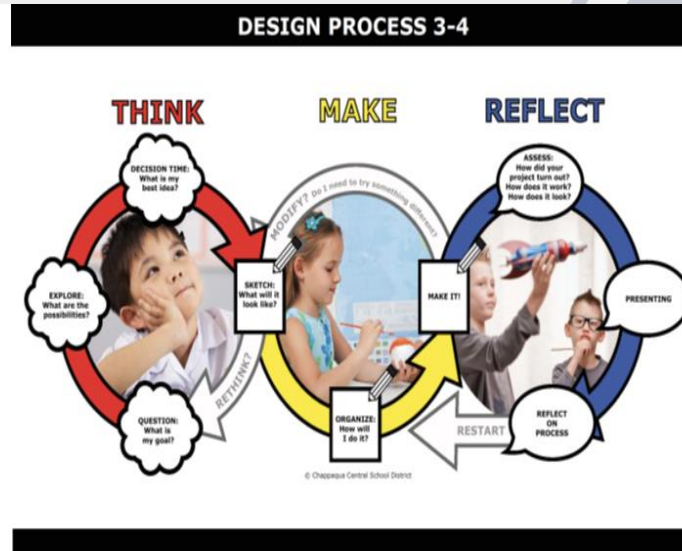 DESIGN PROCESS 3-4
THINK
MAKE
REFLECT
DECISION TIME:
What is my
best idea?
EXPLORE:
What are the
possibilities?
QUESTION:
What is
my goal?
RETHINK?
SKETCH:
What will it
look like?
MODIFY? Do I need to try something different?
ORGANIZE:
How will
I do it?
MAKE IT!
ASSESS:
How did your
project turn out?
How does it work?
How does it look?
PRESENTING
REFLECT
ON
PROCESS
RESTART
© Chappaqua Central School District